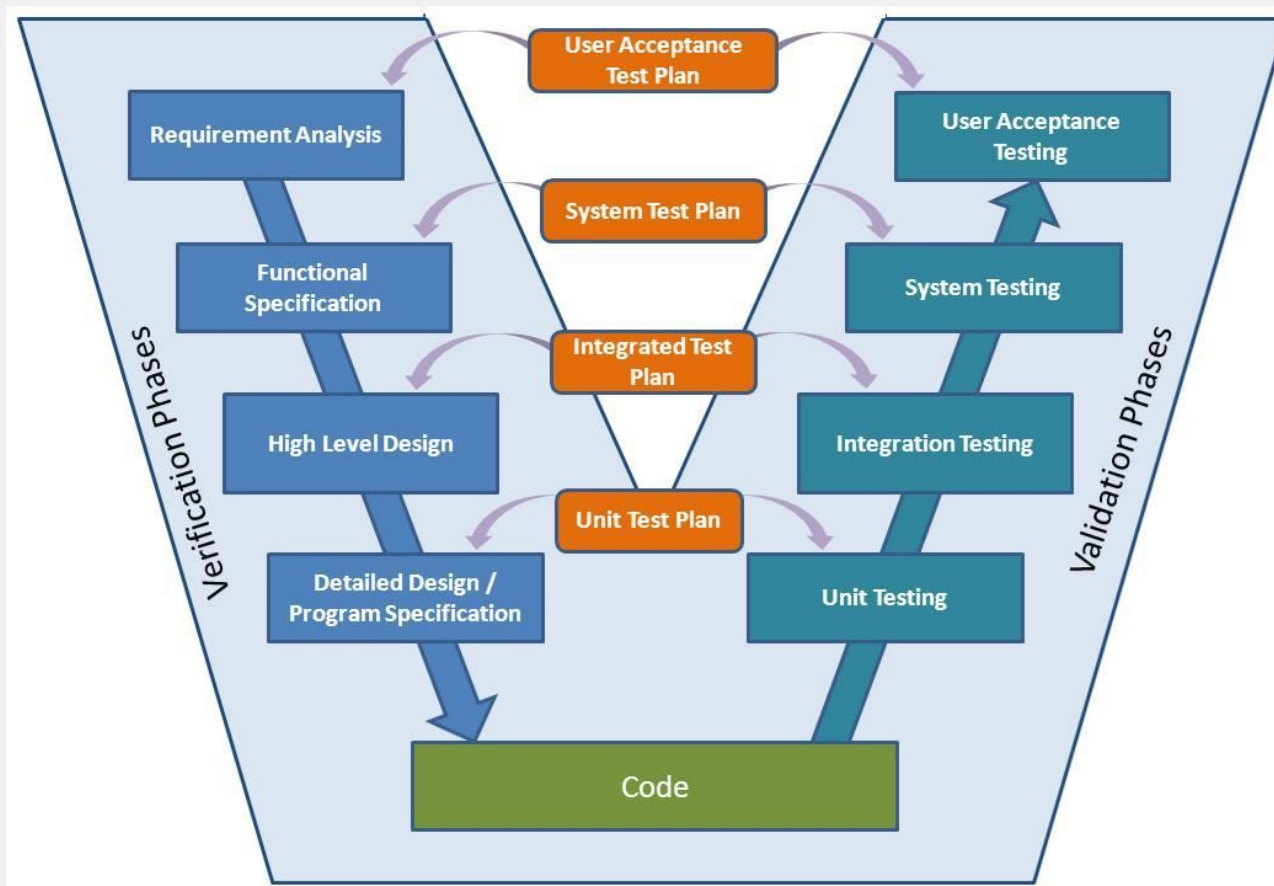 User Acceptance
Test Plan
Requirement Analysis
User Acceptance
Testing
System Test Plan
Functional
Specification
System Testing
Integrated Test
Plan
High Level Design
Integration Testing
Unit Test Plan
Detailed Design /
Program Specification
Unit Testing
Verification Phases
Validation Phases
Code